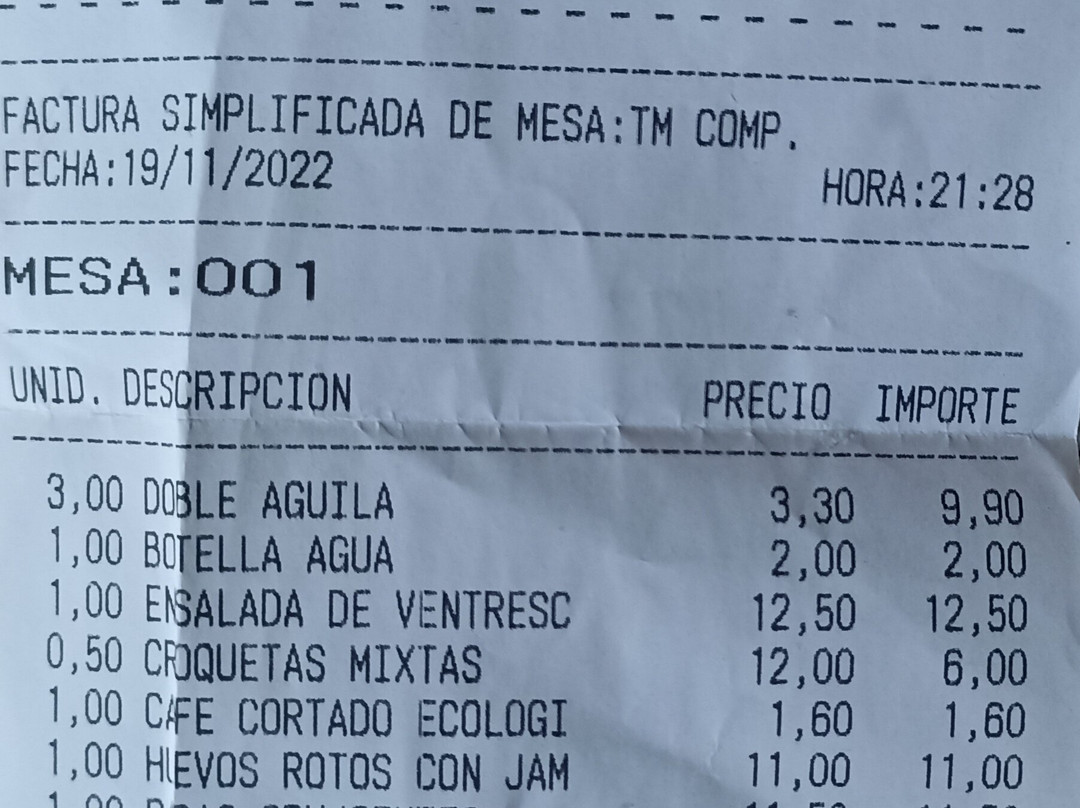 FACTURA SIMPLIFICADA DE MESA:TM COMP.
FECHA:19/11/2022 HORA:21:28
MESA:001
UNID. DESCRIPCION PRECIO IMPORTE
3,00 DOBLE AGUILA 3,30 9,90
1,00 BOTELLA AGUA 2,00 2,00
1,00 ENSALADA DE VENTRESC 12,50 12,50
0,50 CROQUETAS MIXTAS 12,00 6,00
1,00 CAFE CORTADO ECOLOGI 1,60 1,60
1,00 HUEVOS ROTOS CON JAM 11,00 11,00